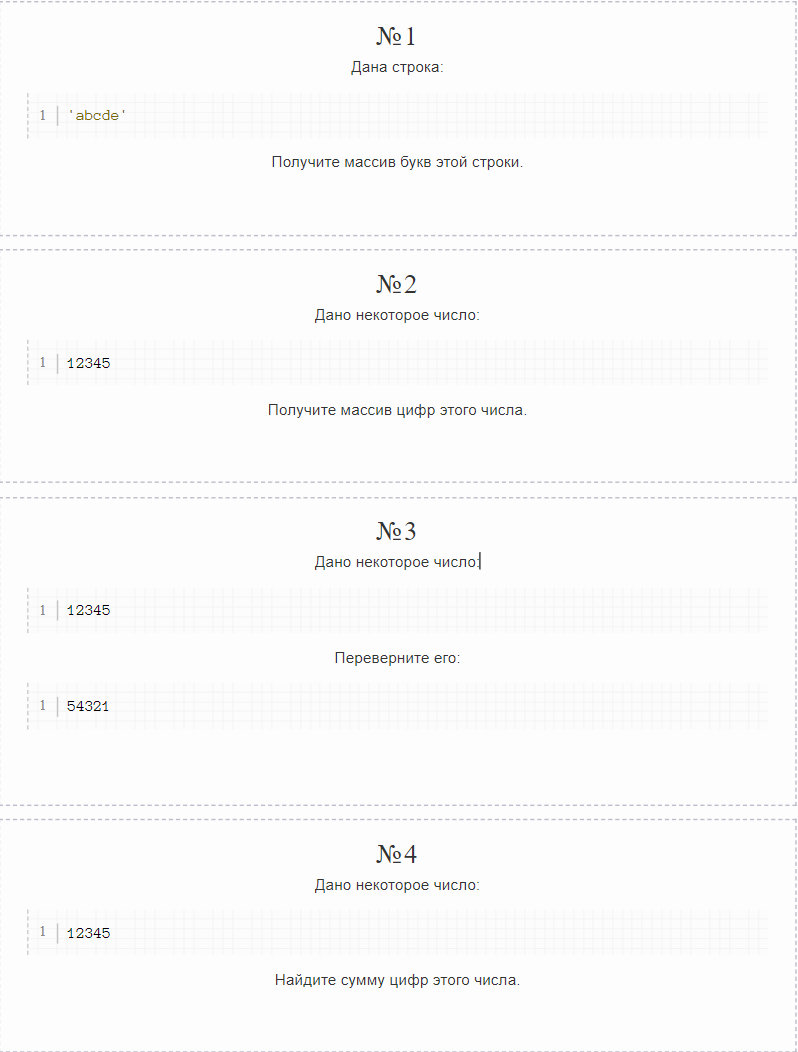 №1
Дана строка:
1 'abcde'
Получите массив букв этой строки.
№2
Дано некоторое число:
1 12345
Получите массив цифр этого числа.
№3
Дано некоторое число:
1 12345
Переверните его:
1 54321
№4
Дано некоторое число:
1 12345
Найдите сумму цифр этого числа.